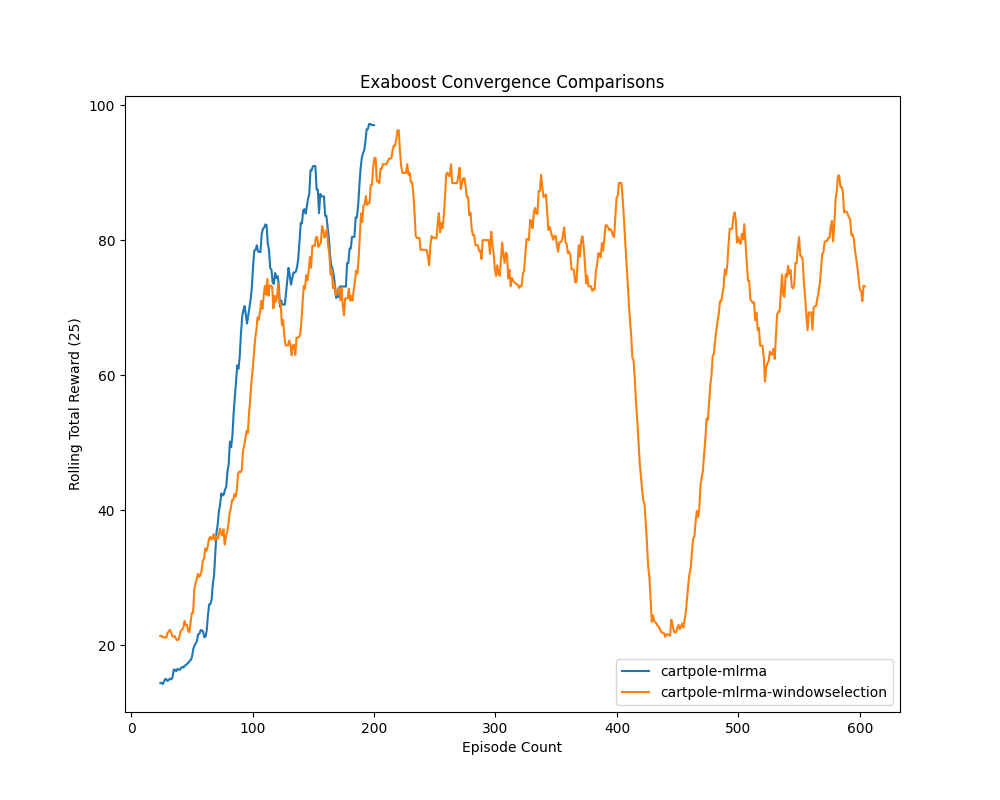 Exaboost Convergence Comparisons
100
80
60
40
20
Rolling Total Reward (25)
0 100 200 300 400 500 600
Episode Count
cartpole-mlrma
cartpole-mlrma-windowselection